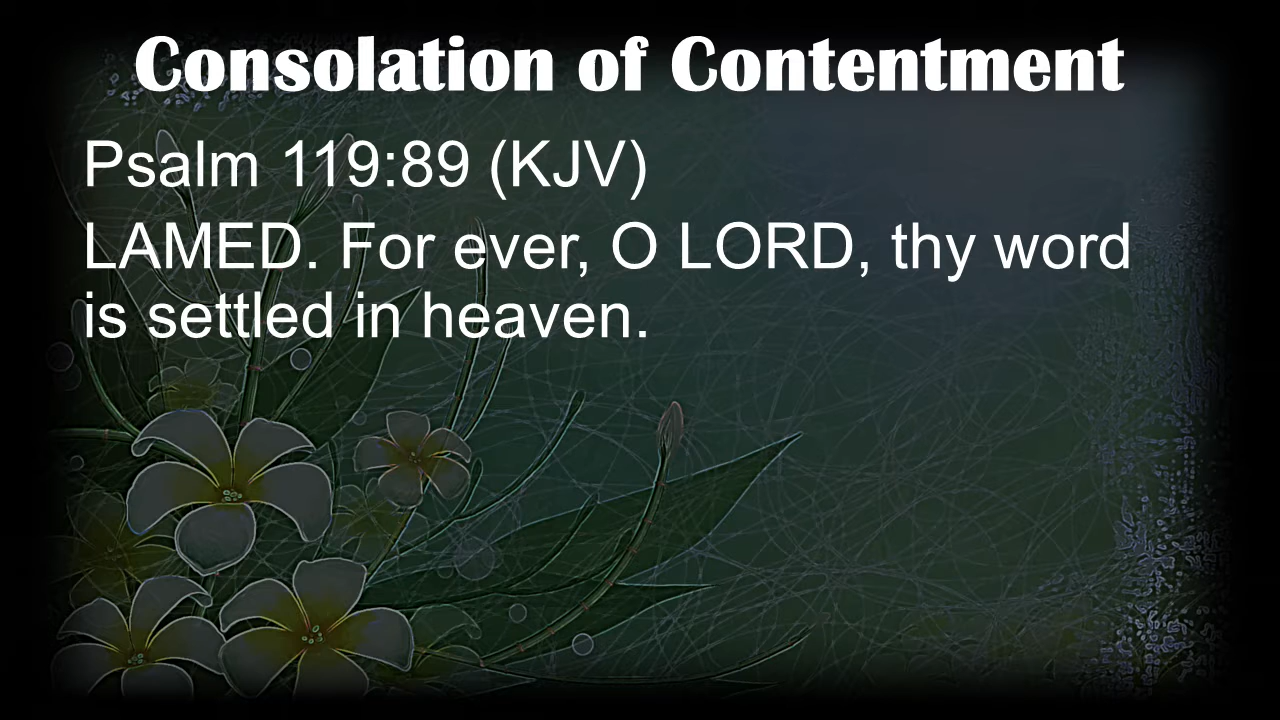 Consolation of Contentment
Psalm 119:89 (KJV)
LAMED. For ever, O LORD, thy word
is settled in heaven.